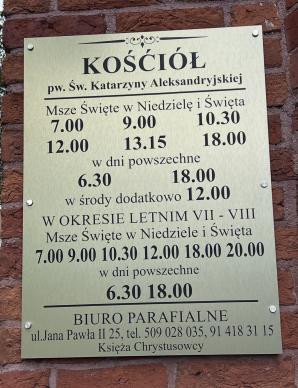 KOŚĆIÓŁ
pw. Św. Katarzyny Aleksandryjskiej
Msze Święte w Niedzielę i Święta
7.00 9.00 10.30
12.00 13.15 18.00
w dni powszechne
6.30 18.00
w środy dodatkowo 12.00
W OKRESIE LETNIM VII - VIII
Msze Święte w Niedziele i Święta
7.00 9.00 10.30 12.00 18.00 20.00
w dni powszechne
6.30 18.00
BIURO PARAFIALNE
ul.Jana Pawła II 25, tel. 509 028 035, 91 418 31 15
Księża Chrystusowcy